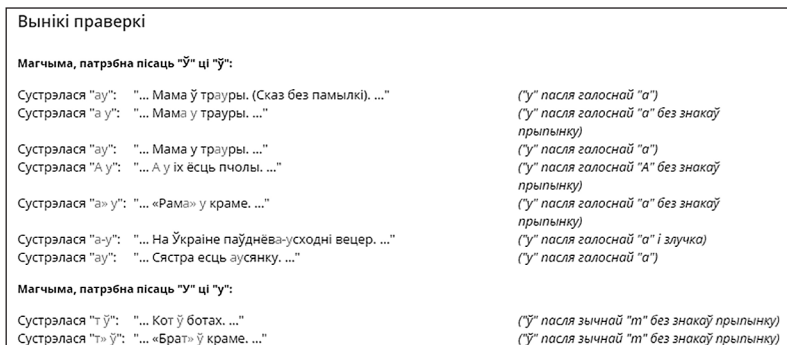 Вынікі праверкі
Магчыма, патрэбна пісаць "Ў" ці "ў":
Сустрэлася "ау": "... Мама ў трауры. (Сказ без памылкі). ..." ("у" пасля галоснай "а")
Сустрэлася "а у": "... Мама у трауры. ..." ("у" пасля галоснай "а" без знакаў
прыпынку)
Сустрэлася "ау": "... Мама у трауры. ..." ("у" пасля галоснай "а")
Сустрэлася "А у": "... А у іх ёсць пчолы. ..." ("у" пасля галоснай "А" без знакаў
прыпынку)
Сустрэлася "а» у": "... «Рама» у краме. ..." ("у" пасля галоснай "а" без знакаў
прыпынку)
Сустрэлася "а-у": "... На Ўкраіне паўднёва-усходні вецер. ..." ("у" пасля галоснай "а" і злучка)
Сустрэлася "ау": "... Сястра есць аусянку. ..." ("у" пасля галоснай "а")
Магчыма, патрэбна пісаць "У" ці "у":
Сустрэлася "т ў": "... Кот ў ботах. ..." ("ў" пасля зычнай "т" без знакаў прыпынку)
Сустрэлася "т» ў": "... «Брат» ў краме. ..." ("ў" пасля зычнай "т" без знакаў прыпынку)